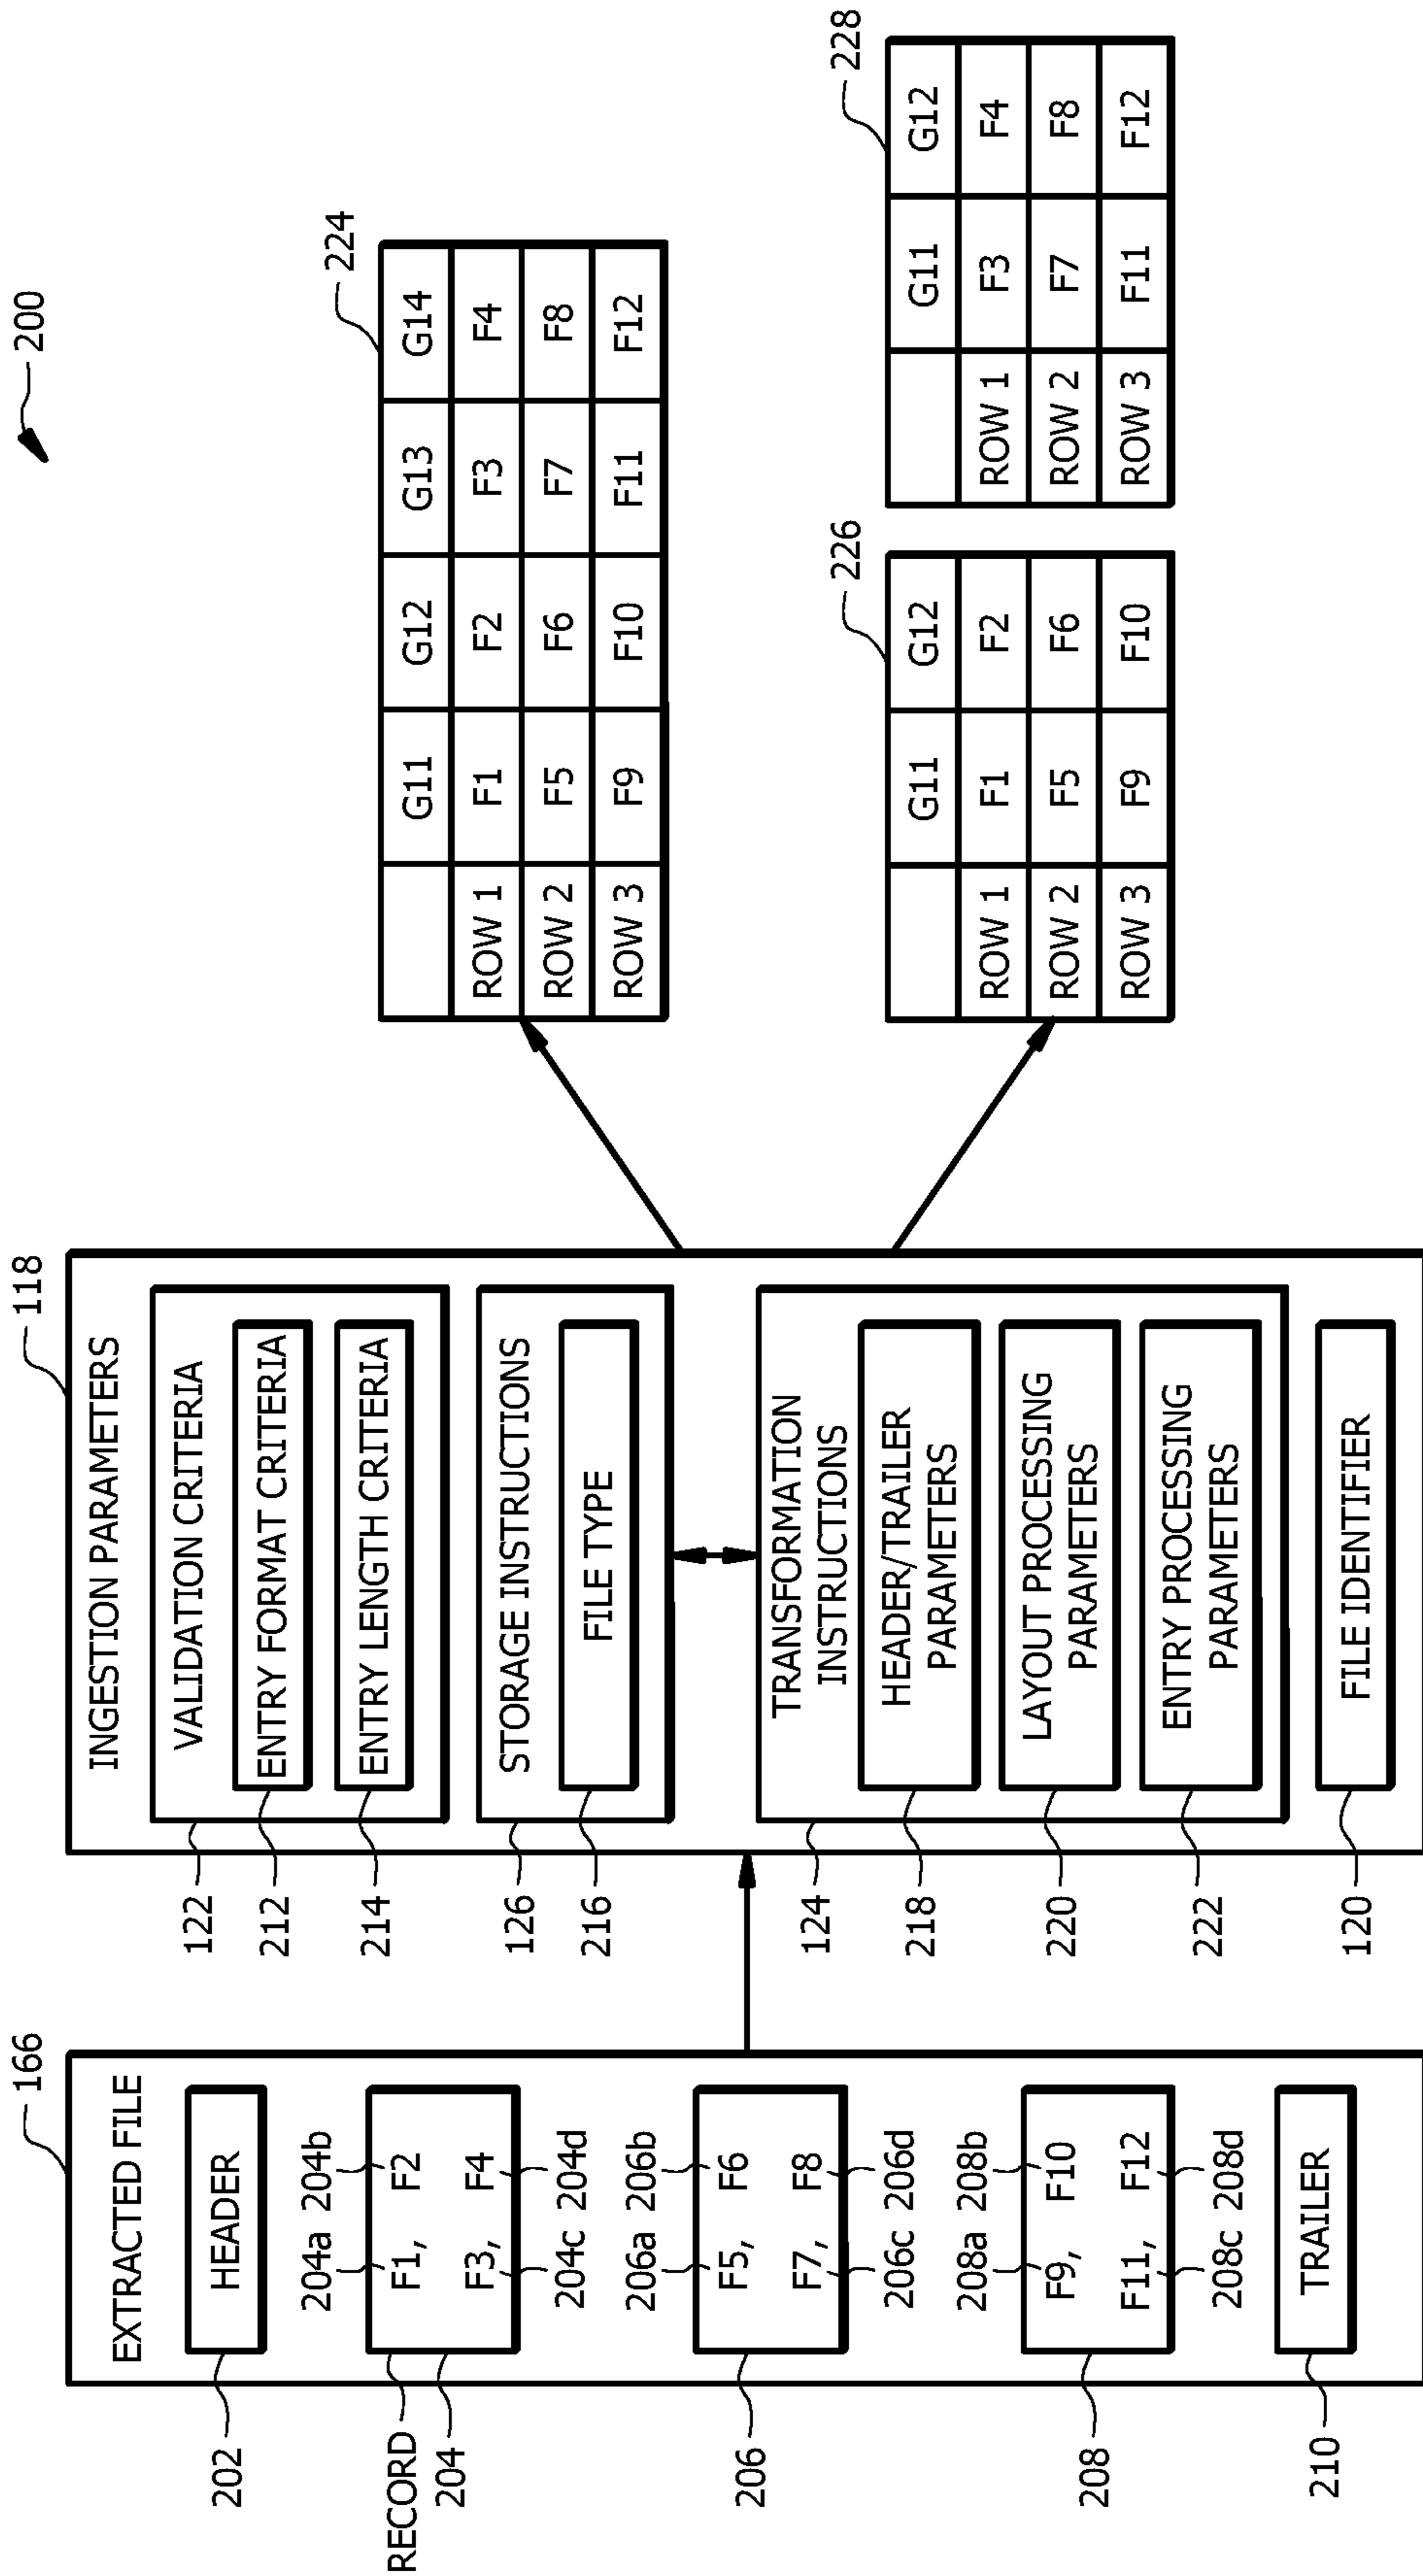 200
166
EXTRACTED FILE
202
HEADER
204a 204b
RECORD
204
F1, F2
F3, F4
204c 204d
206a 206b
206
F5, F6
F7, F8
206c 206d
208a 208b
208
F9, F10
F11, F12
208c 208d
210
TRAILER
118
INGESTION PARAMETERS
122
VALIDATION CRITERIA
212
ENTRY FORMAT CRITERIA
214
ENTRY LENGTH CRITERIA
126
STORAGE INSTRUCTIONS
216
FILE TYPE
124
TRANSFORMATION
INSTRUCTIONS
218
HEADER/TRAILER
PARAMETERS
220
LAYOUT PROCESSING
PARAMETERS
222
ENTRY PROCESSING
PARAMETERS
120
FILE IDENTIFIER
224
G11 G12 G13 G14
ROW 1 F1 F2 F3 F4
ROW 2 F5 F6 F7 F8
ROW 3 F9 F10 F11 F12
226
G11 G12
ROW 1 F1 F2
ROW 2 F5 F6
ROW 3 F9 F10
228
G11 G12
ROW 1 F3 F4
ROW 2 F7 F8
ROW 3 F11 F12